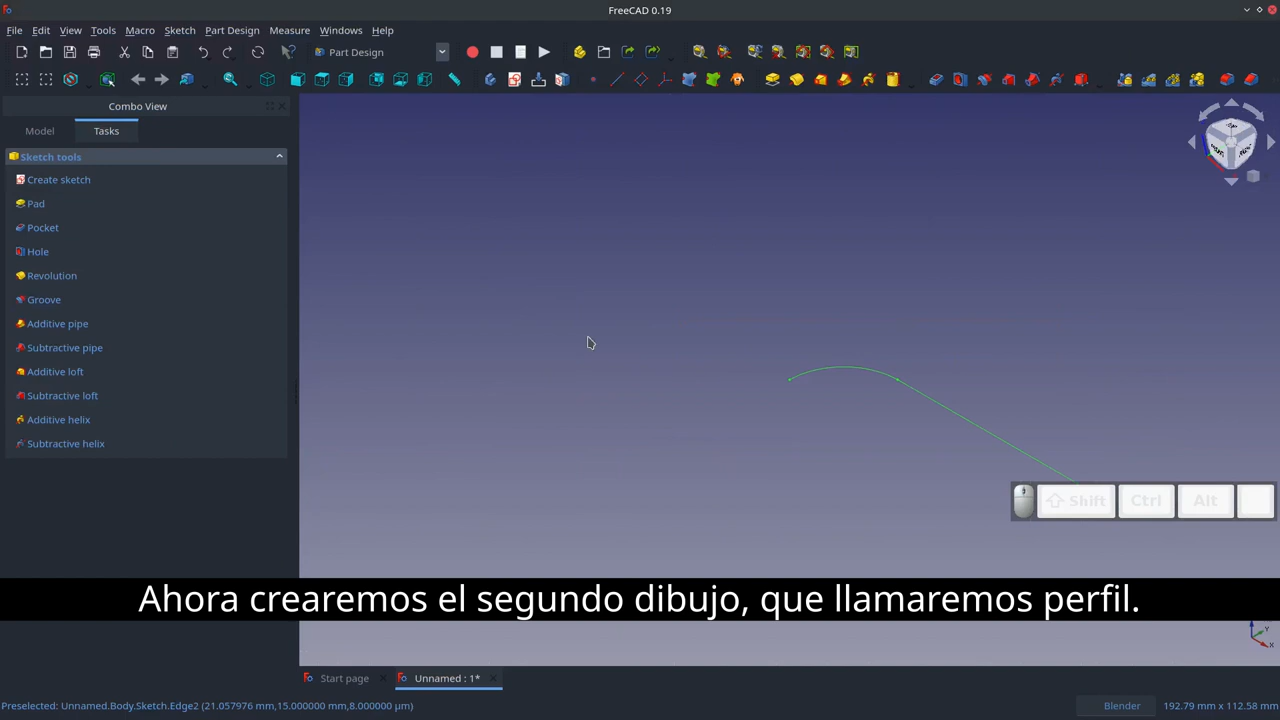 FreeCAD 0.19
File Edit View Tools Macro Sketch Part Design Measure Windows Help
Part Design
Combo View
Model Tasks
Sketch tools
Create sketch
Pad
Pocket
Hole
Revolution
Groove
Additive pipe
Subtractive pipe
Additive loft
Subtractive loft
Additive helix
Subtractive helix
Shift Ctrl Alt
Ahora crearemos el segundo dibujo, que llamaremos perfil.
Y
X
Start page Unnamed : 1*
Preselected: Unnamed.Body.Sketch.Edge2 (21.057976 mm,15.000000 mm,8.000000 µm) Blender 192.79 mm x 112.58 mm